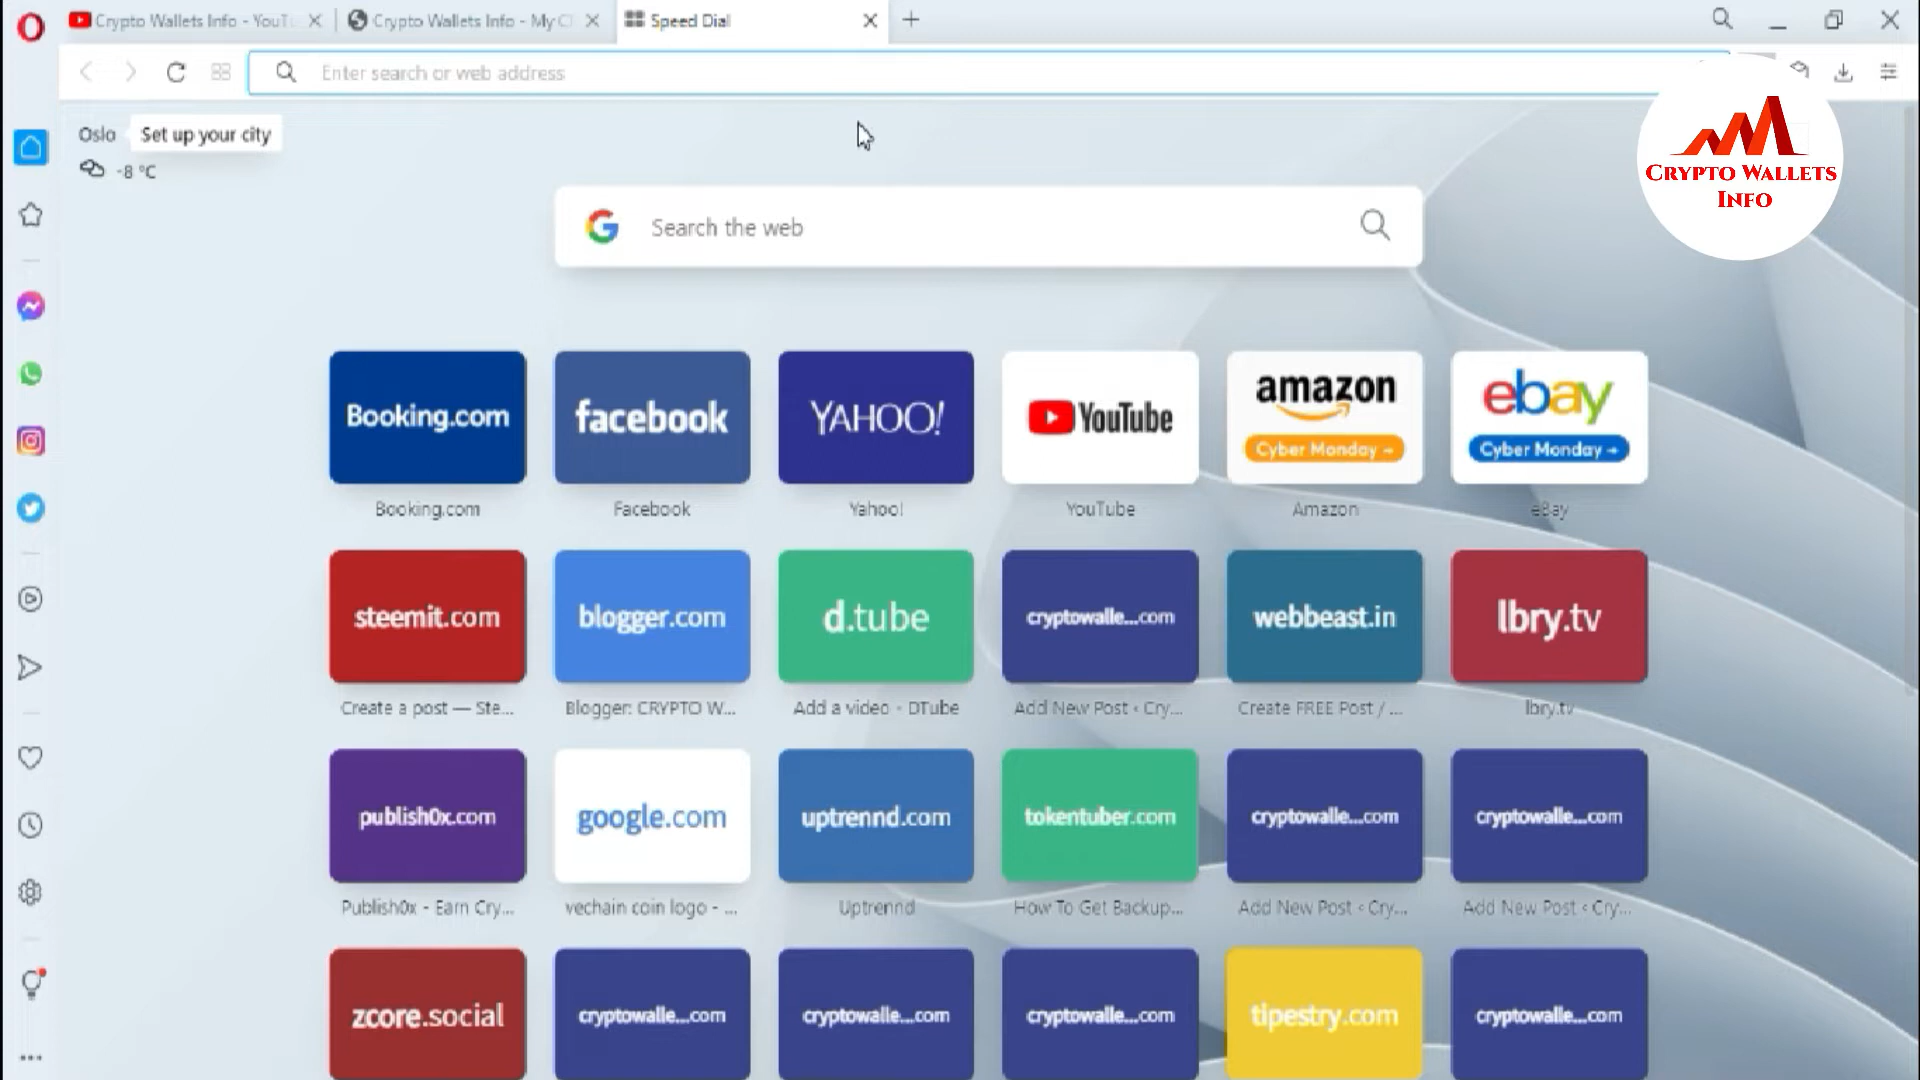 Crypto Wallets Info - YouTu
Crypto Wallets Info - My C
Speed Dial
Enter search or web address
Oslo
Set up your city
-8 °C
CRYPTO WALLETS
INFO
Search the web
Booking.com
facebook
YAHOO!
YouTube
amazon
Cyber Monday →
ebay
Cyber Monday →
Booking.com
Facebook
Yahoo!
YouTube
Amazon
eBay
steemit.com
blogger.com
d.tube
cryptowalle...com
webbeast.in
lbry.tv
Create a post — Ste...
Blogger: CRYPTO W...
Add a video - DTube
Add New Post ‹ Cry...
Create FREE Post / ...
lbry.tv
publish0x.com
google.com
uptrennd.com
tokentuber.com
cryptowalle...com
cryptowalle...com
Publish0x - Earn Cry...
vechain coin logo - ...
Uptrennd
How To Get Backup...
Add New Post ‹ Cry...
Add New Post ‹ Cry...
zcore.social
cryptowalle...com
cryptowalle...com
cryptowalle...com
tipestry.com
cryptowalle...com